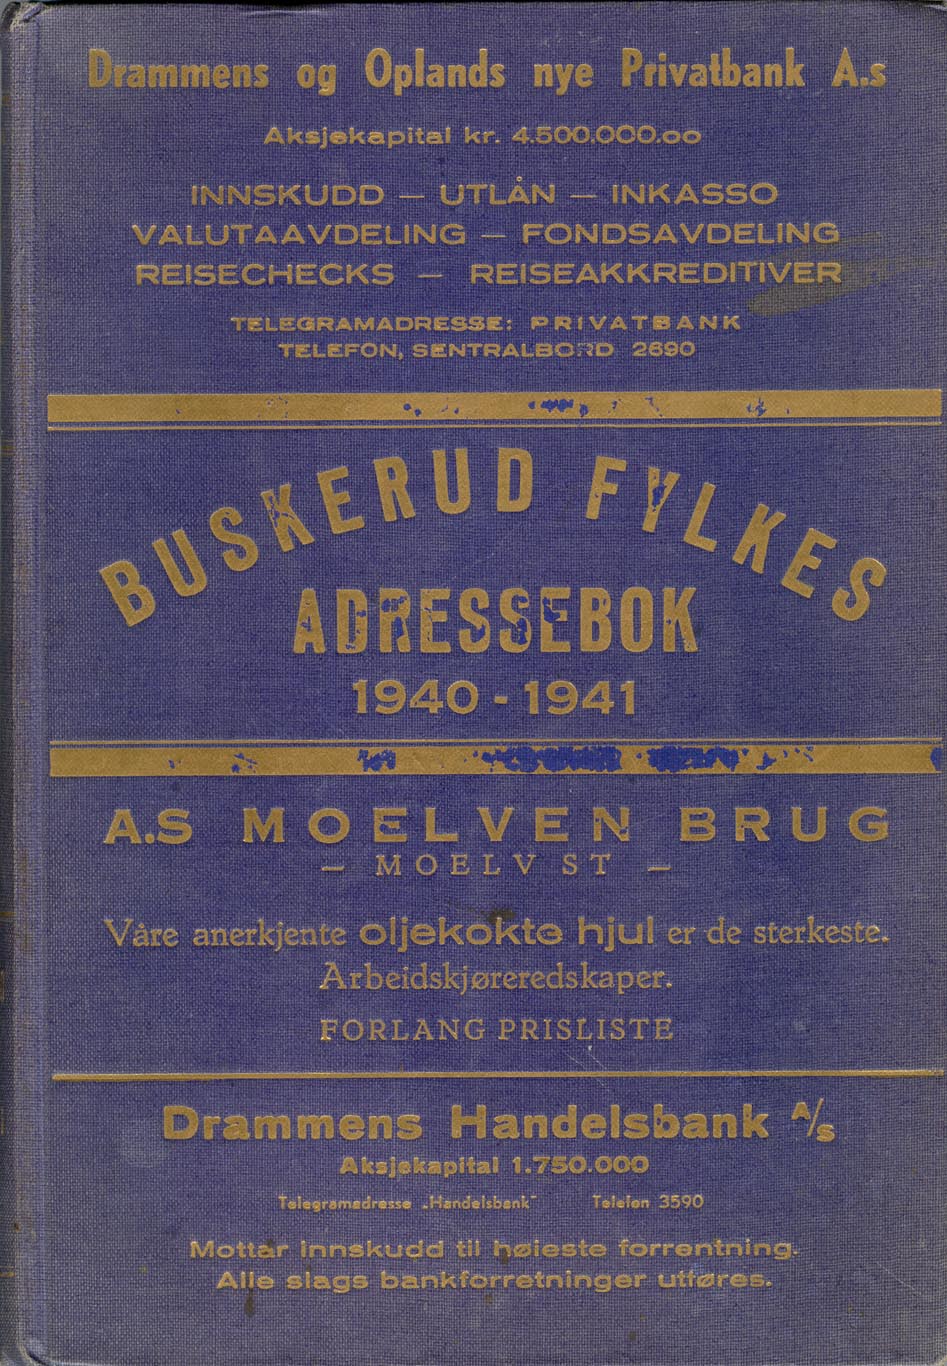 Drammens og Oplands nye Privatbank A.s
Aksjekapital kr. 4.500.000.oo
INNSKUDD — UTLÅN — INKASSO
VALUTAAVDELING — FONDSAVDELING
REISECHECKS — REISEAKKREDITIVER
TELEGRAMADRESSE: PRIVATBANK
TELEFON, SENTRALBORD 2690
BUSKERUD FYLKES
ADRESSEBOK
1940 - 1941
A.S MOELVEN BRUG
— MOELV ST —
Våre anerkjente oljekokte hjul er de sterkeste.
Arbeidskjøreredskaper.
FORLANG PRISLISTE
Drammens Handelsbank A/s
Aksjekapital 1.750.000
Telegramadresse „Handelsbank" Telefon 3590
Mottar innskudd til høieste forrentning.
Alle slags bankforretninger utføres.